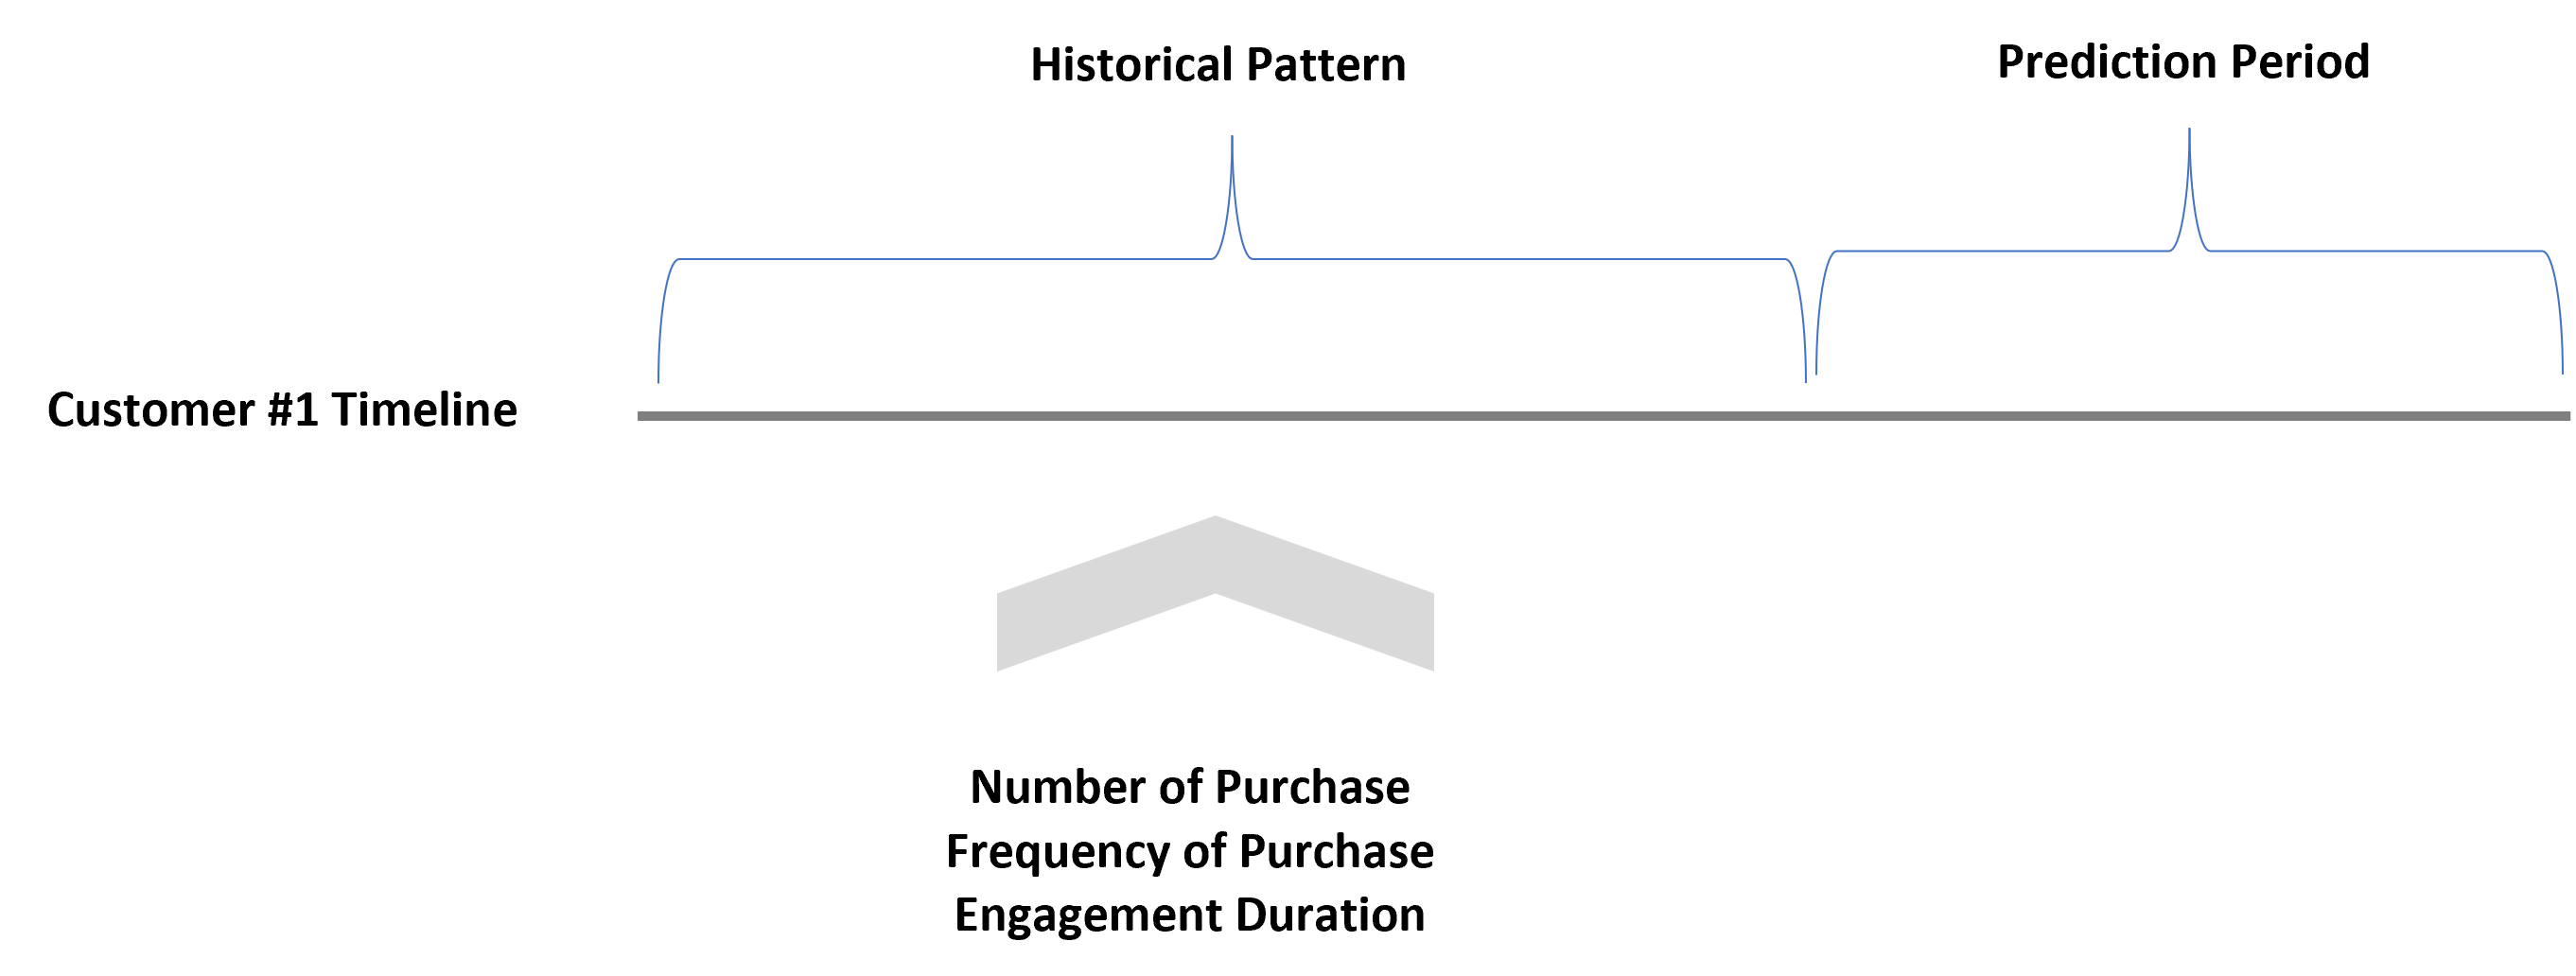 Historical Pattern
Prediction Period
Customer #1 Timeline
Number of Purchase
Frequency of Purchase
Engagement Duration